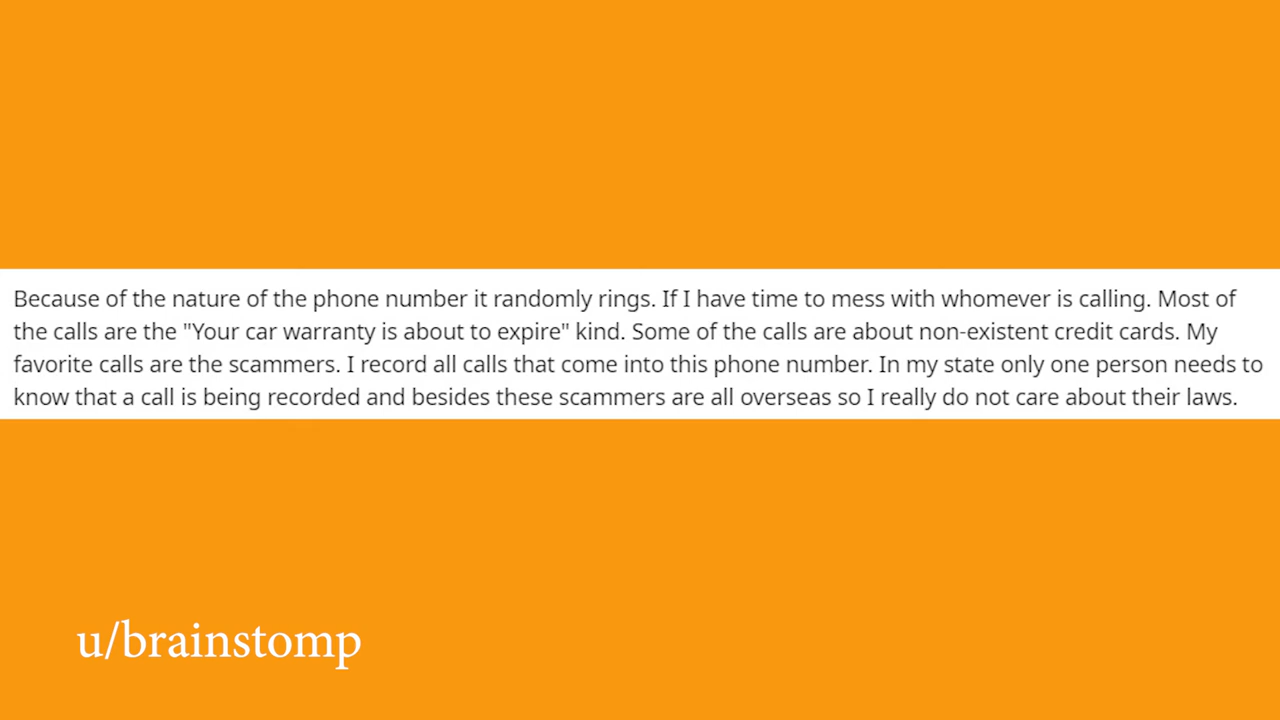 Because of the nature of the phone number it randomly rings. If I have time to mess with whomever is calling. Most of
the calls are the "Your car warranty is about to expire" kind. Some of the calls are about non-existent credit cards. My
favorite calls are the scammers. I record all calls that come into this phone number. In my state only one person needs to
know that a call is being recorded and besides these scammers are all overseas so I really do not care about their laws.
u/brainstomp